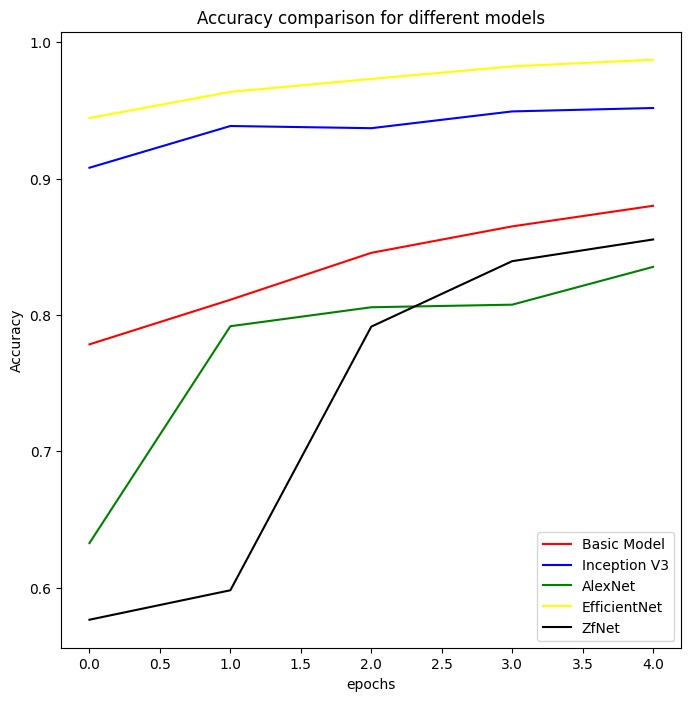 Accuracy comparison for different models
1.0
0.9
0.8
0.7
0.6
Accuracy
Basic Model
Inception V3
AlexNet
EfficientNet
ZfNet
0.0 0.5 1.0 1.5 2.0 2.5 3.0 3.5 4.0
epochs